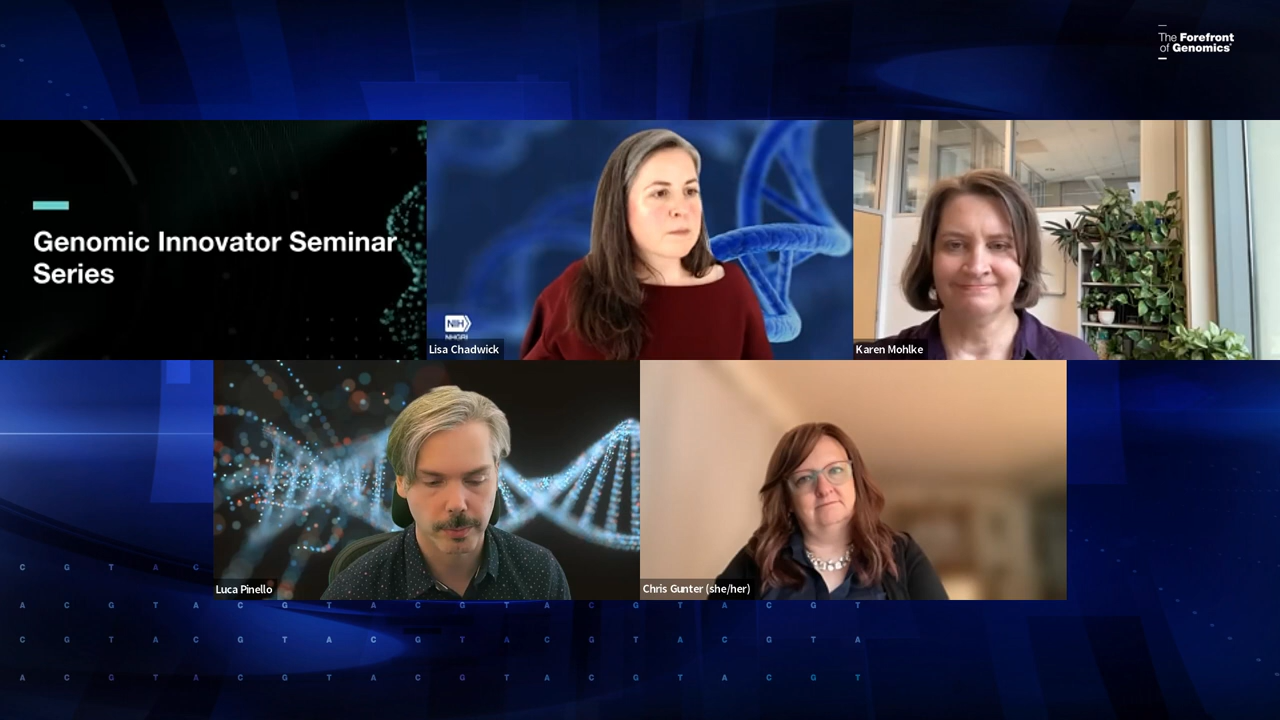 The Forefront
of Genomics
Genomic Innovator Seminar
Series
NIH
NHGRI
Lisa Chadwick
Karen Mohlke
Luca Pinello
Chris Gunter (she/her)
C G T A C
A C G T A C G T A C G T A C G T A C G T
C G T A C G T A C G T A C G T A C G T A
A C G T A C G T A C G T A C G T A C G T